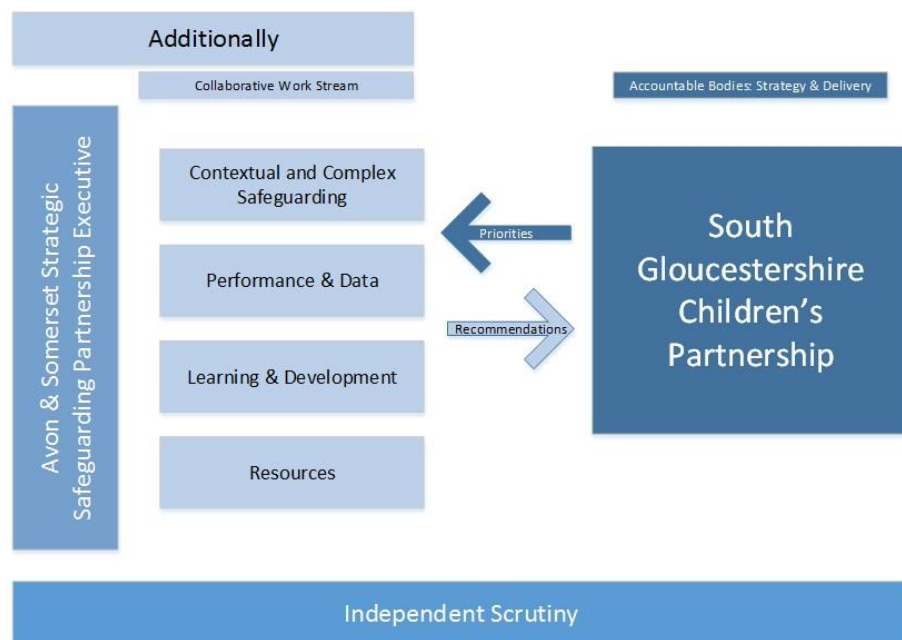 Additionally
Collaborative Work Stream
Accountable Bodies: Strategy & Delivery
Avon & Somerset Strategic
Safeguarding Partnership Executive
Contextual and Complex
Safeguarding
Performance & Data
Learning & Development
Resources
Priorities
Recommendations
South
Gloucestershire
Children’s
Partnership
Independent Scrutiny